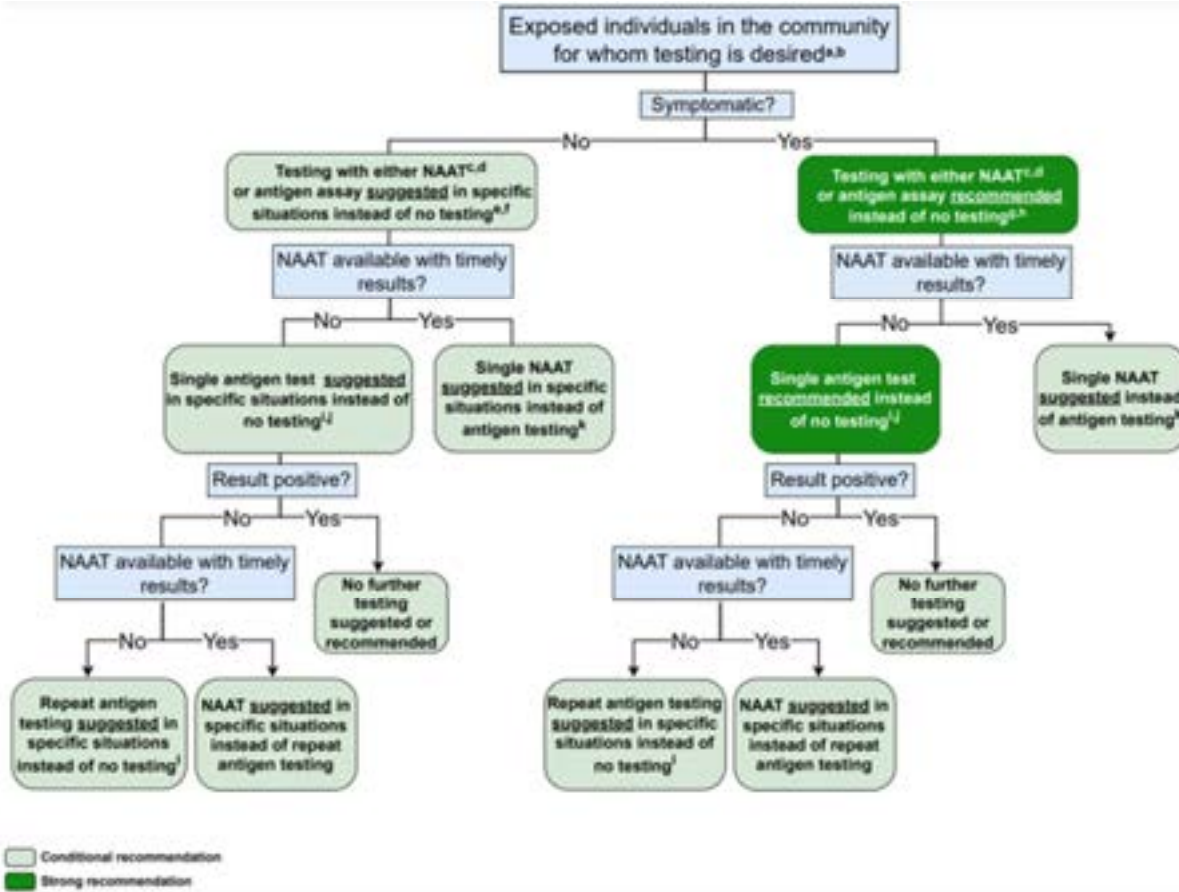 Exposed individuals in the community
for whom testing is desired^a,b
Symptomatic?
No
Yes
Testing with either NAAT^c,d
or antigen assay suggested in specific
situations instead of no testing^e,f
Testing with either NAAT^c,d
or antigen assay recommended
instead of no testing^g,h
NAAT available with timely
results?
NAAT available with timely
results?
No
Yes
No
Yes
Single antigen test suggested
in specific situations instead of
no testing^i,j
Single NAAT
suggested in specific
situations instead of
antigen testing^k
Single antigen test
recommended instead
of no testing^i,j
Single NAAT
suggested instead
of antigen testing^k
Result positive?
Result positive?
No
Yes
No
Yes
NAAT available with timely
results?
No further
testing
suggested or
recommended
NAAT available with timely
results?
No further
testing
suggested or
recommended
No
Yes
No
Yes
Repeat antigen
testing suggested in
specific situations
instead of no testing
NAAT suggested in
specific situations
instead of repeat
antigen testing
Repeat antigen testing
suggested in specific
situations instead of
no testing
NAAT suggested in
specific situations
instead of repeat
antigen testing
Conditional recommendation
Strong recommendation